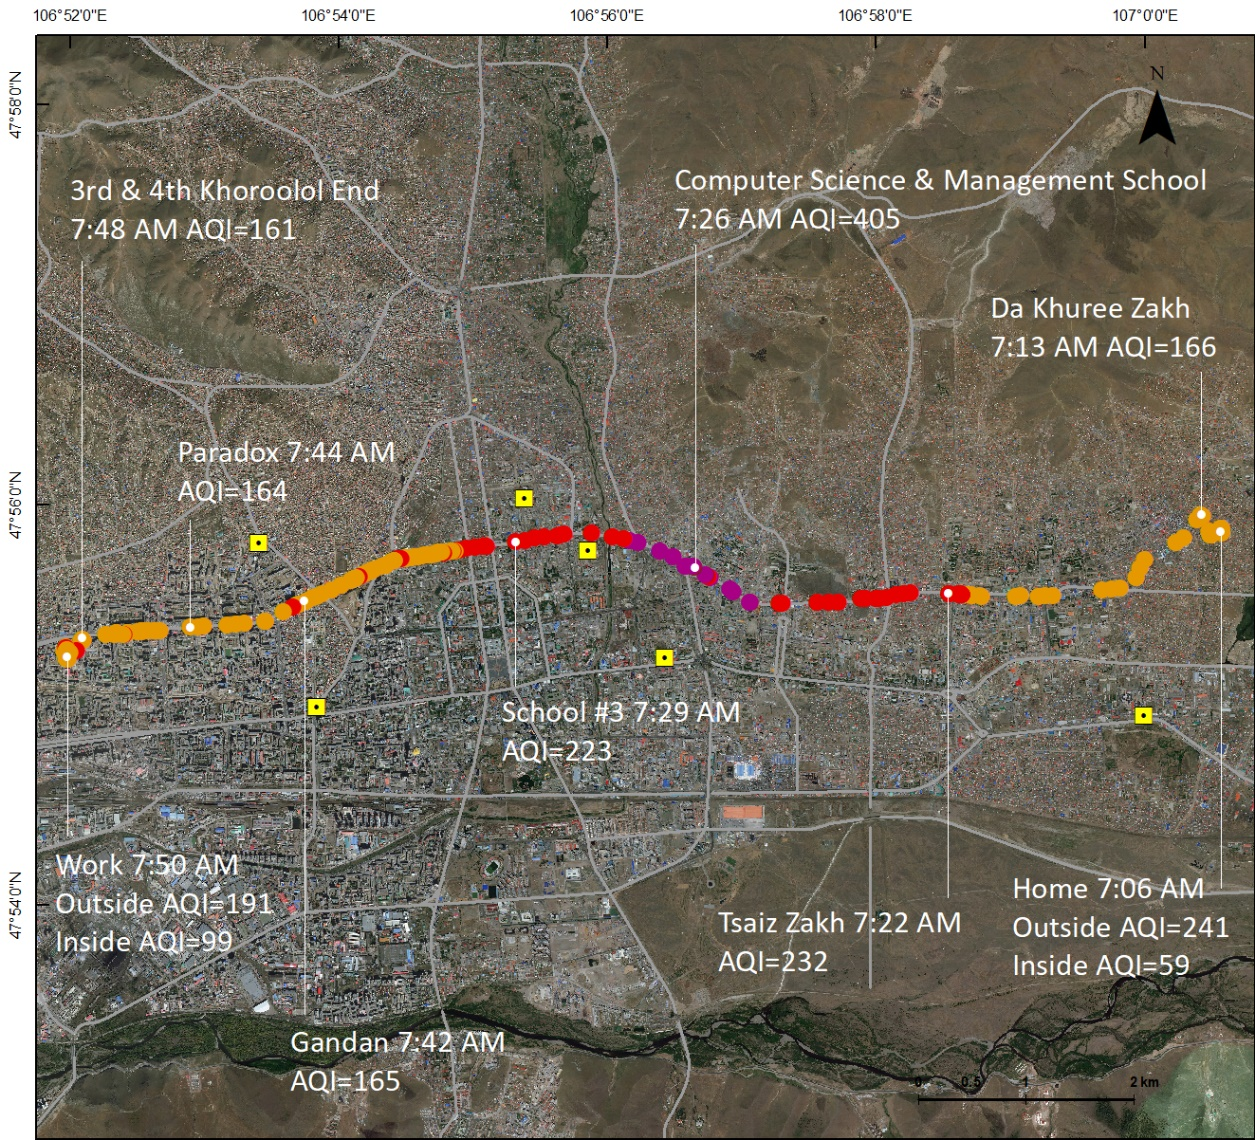 106°52'0"E 106°54'0"E 106°56'0"E 106°58'0"E 107°0'0"E
47°58'0"N
N
3rd & 4th Khoroolol End
7:48 AM AQI=161
Computer Science & Management School
7:26 AM AQI=405
Da Khuree Zakh
7:13 AM AQI=166
Paradox 7:44 AM
AQI=164
47°56'0"N
School #3 7:29 AM
AQI=223
47°54'0"N
Work 7:50 AM
Outside AQI=191
Inside AQI=99
Tsaiz Zakh 7:22 AM
AQI=232
Home 7:06 AM
Outside AQI=241
Inside AQI=59
Gandan 7:42 AM
AQI=165
0 0.5 1 2 km